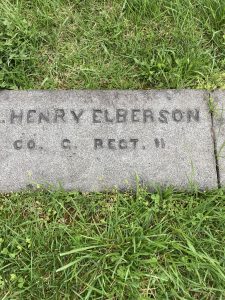 . HENRY ELBERSON
CO. C. REGT. 11